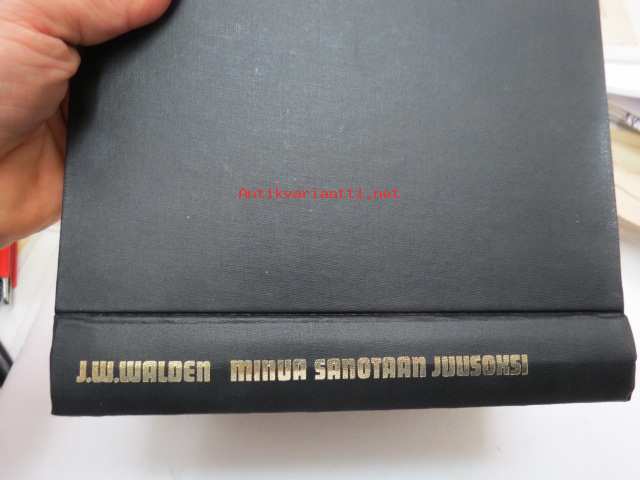 Antikvariaatti.net
J.W.WALDEN MINUA SANOTAAN JUUSOKSI